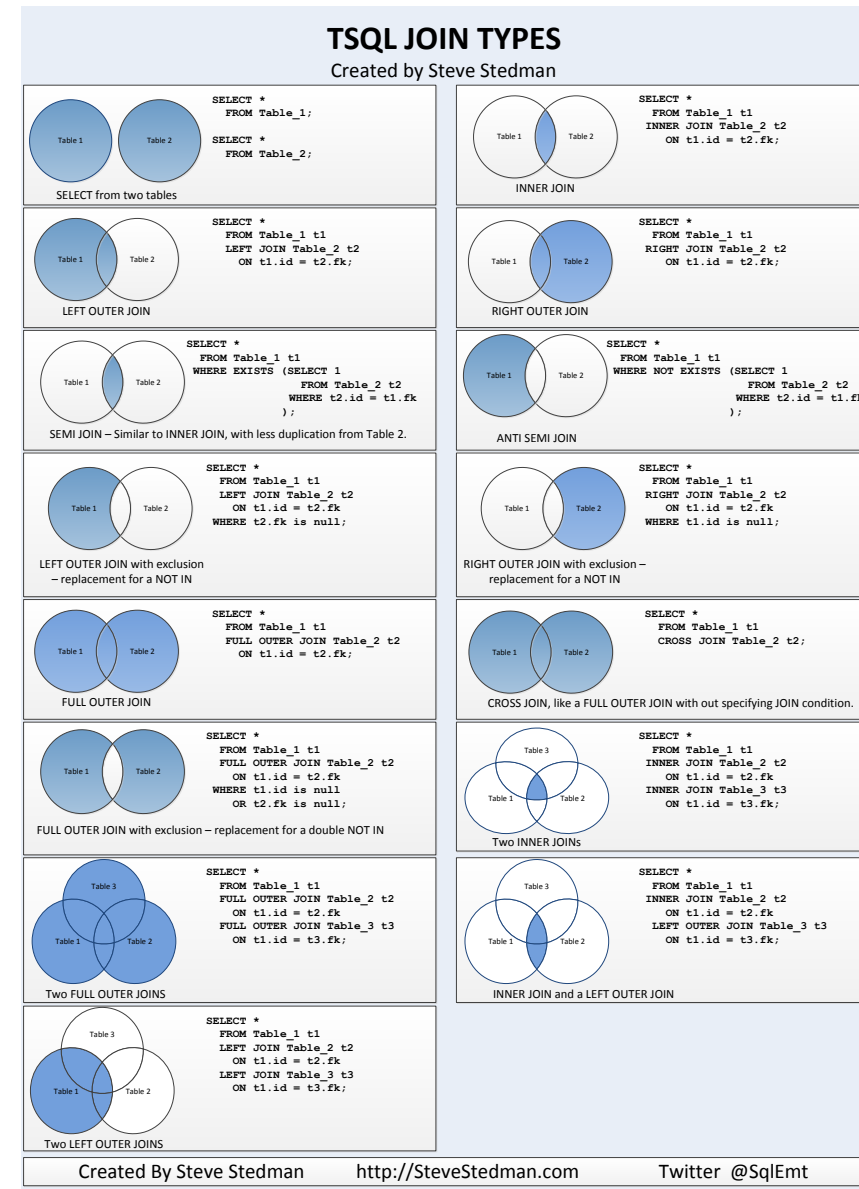 TSQL JOIN TYPES
Created by Steve Stedman
Table 1
Table 2
SELECT *
FROM Table_1;
SELECT *
FROM Table_2;
SELECT from two tables
Table 1
Table 2
SELECT *
FROM Table_1 t1
INNER JOIN Table_2 t2
ON t1.id = t2.fk;
INNER JOIN
Table 1
Table 2
SELECT *
FROM Table_1 t1
LEFT JOIN Table_2 t2
ON t1.id = t2.fk;
LEFT OUTER JOIN
Table 1
Table 2
SELECT *
FROM Table_1 t1
RIGHT JOIN Table_2 t2
ON t1.id = t2.fk;
RIGHT OUTER JOIN
Table 1
Table 2
SELECT *
FROM Table_1 t1
WHERE EXISTS (SELECT 1
FROM Table_2 t2
WHERE t2.id = t1.fk
);
SEMI JOIN – Similar to INNER JOIN, with less duplication from Table 2.
Table 1
Table 2
SELECT *
FROM Table_1 t1
WHERE NOT EXISTS (SELECT 1
FROM Table_2 t2
WHERE t2.id = t1.fk
);
ANTI SEMI JOIN
Table 1
Table 2
SELECT *
FROM Table_1 t1
LEFT JOIN Table_2 t2
ON t1.id = t2.fk
WHERE t2.fk is null;
LEFT OUTER JOIN with exclusion
– replacement for a NOT IN
Table 1
Table 2
SELECT *
FROM Table_1 t1
RIGHT JOIN Table_2 t2
ON t1.id = t2.fk
WHERE t1.id is null;
RIGHT OUTER JOIN with exclusion –
replacement for a NOT IN
Table 1
Table 2
SELECT *
FROM Table_1 t1
FULL OUTER JOIN Table_2 t2
ON t1.id = t2.fk;
FULL OUTER JOIN
Table 1
Table 2
SELECT *
FROM Table_1 t1
CROSS JOIN Table_2 t2;
CROSS JOIN, like a FULL OUTER JOIN with out specifying JOIN condition.
Table 1
Table 2
SELECT *
FROM Table_1 t1
FULL OUTER JOIN Table_2 t2
ON t1.id = t2.fk
WHERE t1.id is null
OR t2.fk is null;
FULL OUTER JOIN with exclusion – replacement for a double NOT IN
Table 3
Table 1
Table 2
SELECT *
FROM Table_1 t1
INNER JOIN Table_2 t2
ON t1.id = t2.fk
INNER JOIN Table_3 t3
ON t1.id = t3.fk;
Two INNER JOINs
Table 3
Table 1
Table 2
SELECT *
FROM Table_1 t1
FULL OUTER JOIN Table_2 t2
ON t1.id = t2.fk
FULL OUTER JOIN Table_3 t3
ON t1.id = t3.fk;
Two FULL OUTER JOINS
Table 3
Table 1
Table 2
SELECT *
FROM Table_1 t1
INNER JOIN Table_2 t2
ON t1.id = t2.fk
LEFT OUTER JOIN Table_3 t3
ON t1.id = t3.fk;
INNER JOIN and a LEFT OUTER JOIN
Table 3
Table 1
Table 2
SELECT *
FROM Table_1 t1
LEFT JOIN Table_2 t2
ON t1.id = t2.fk
LEFT JOIN Table_3 t3
ON t1.id = t3.fk;
Two LEFT OUTER JOINS
Created By Steve Stedman http://SteveStedman.com Twitter @SqlEmt